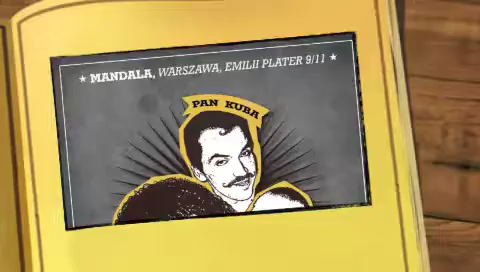 ★ MANDALA, WARSZAWA, EMILII PLATER 9/11 ★
PAN KUBA